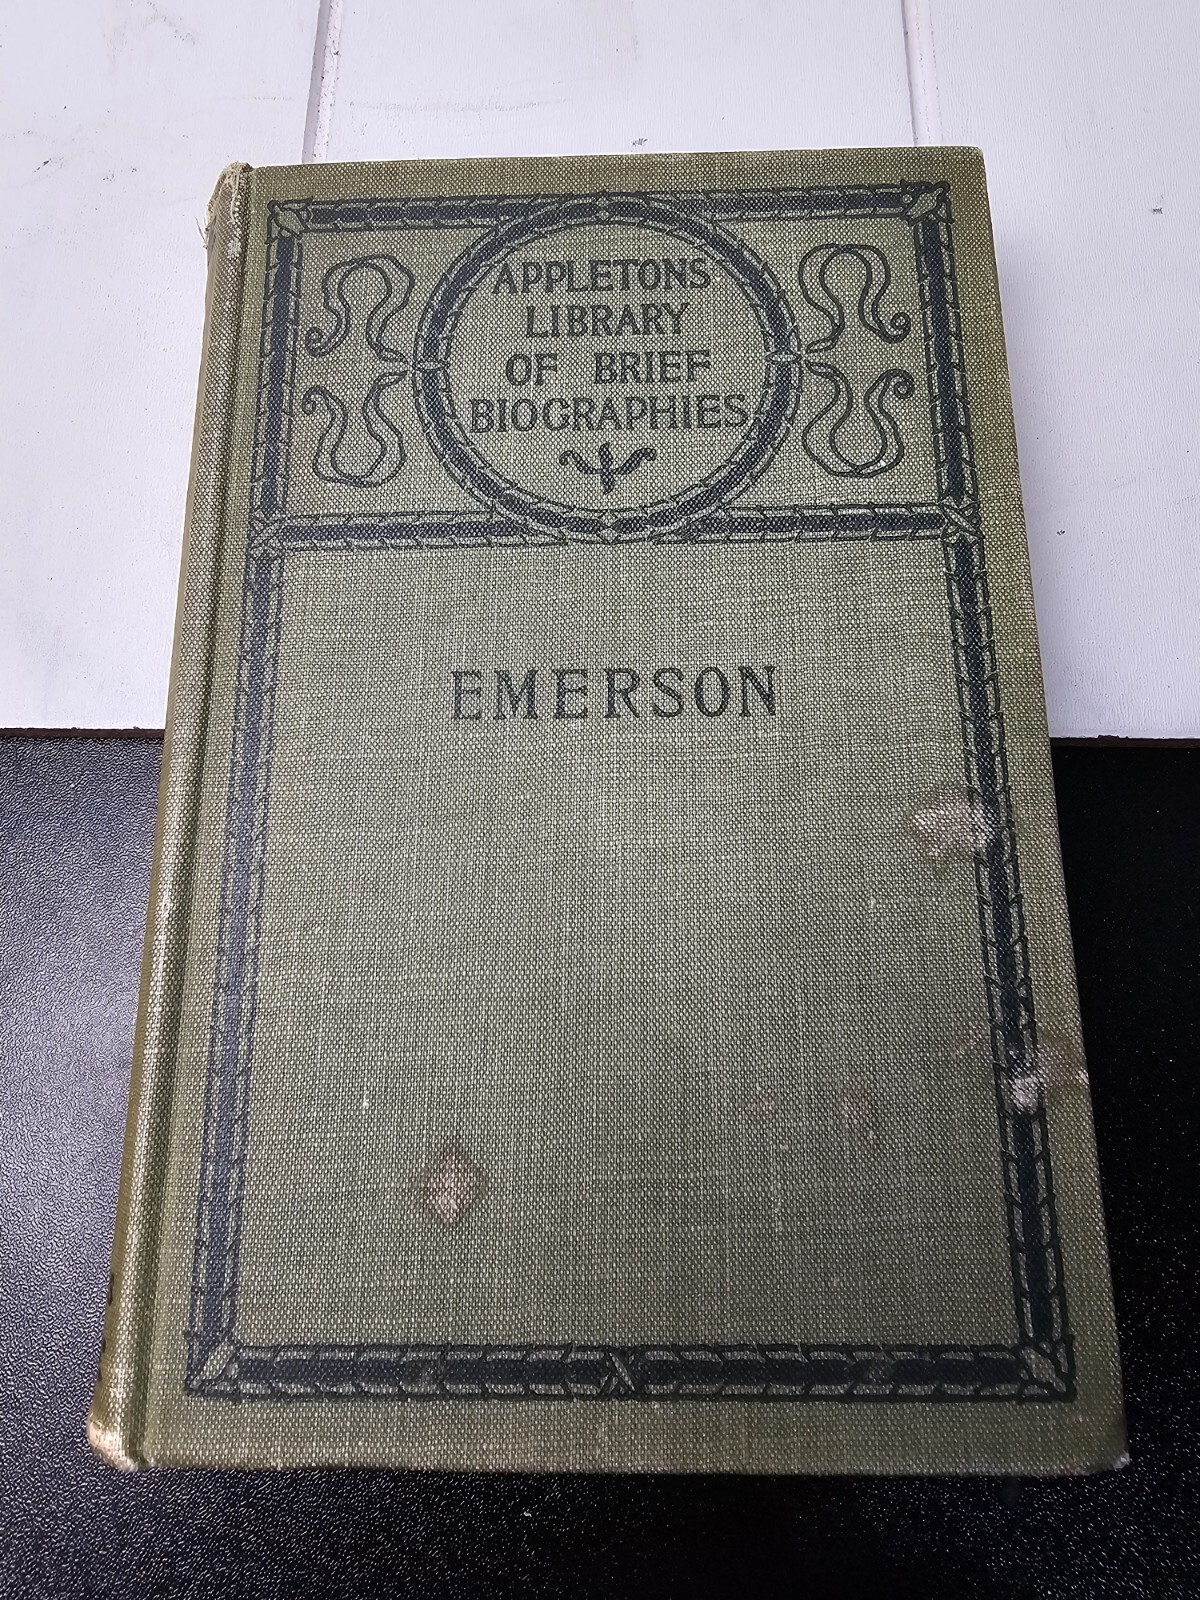 APPLETONS
LIBRARY
OF BRIEF
BIOGRAPHIES
EMERSON